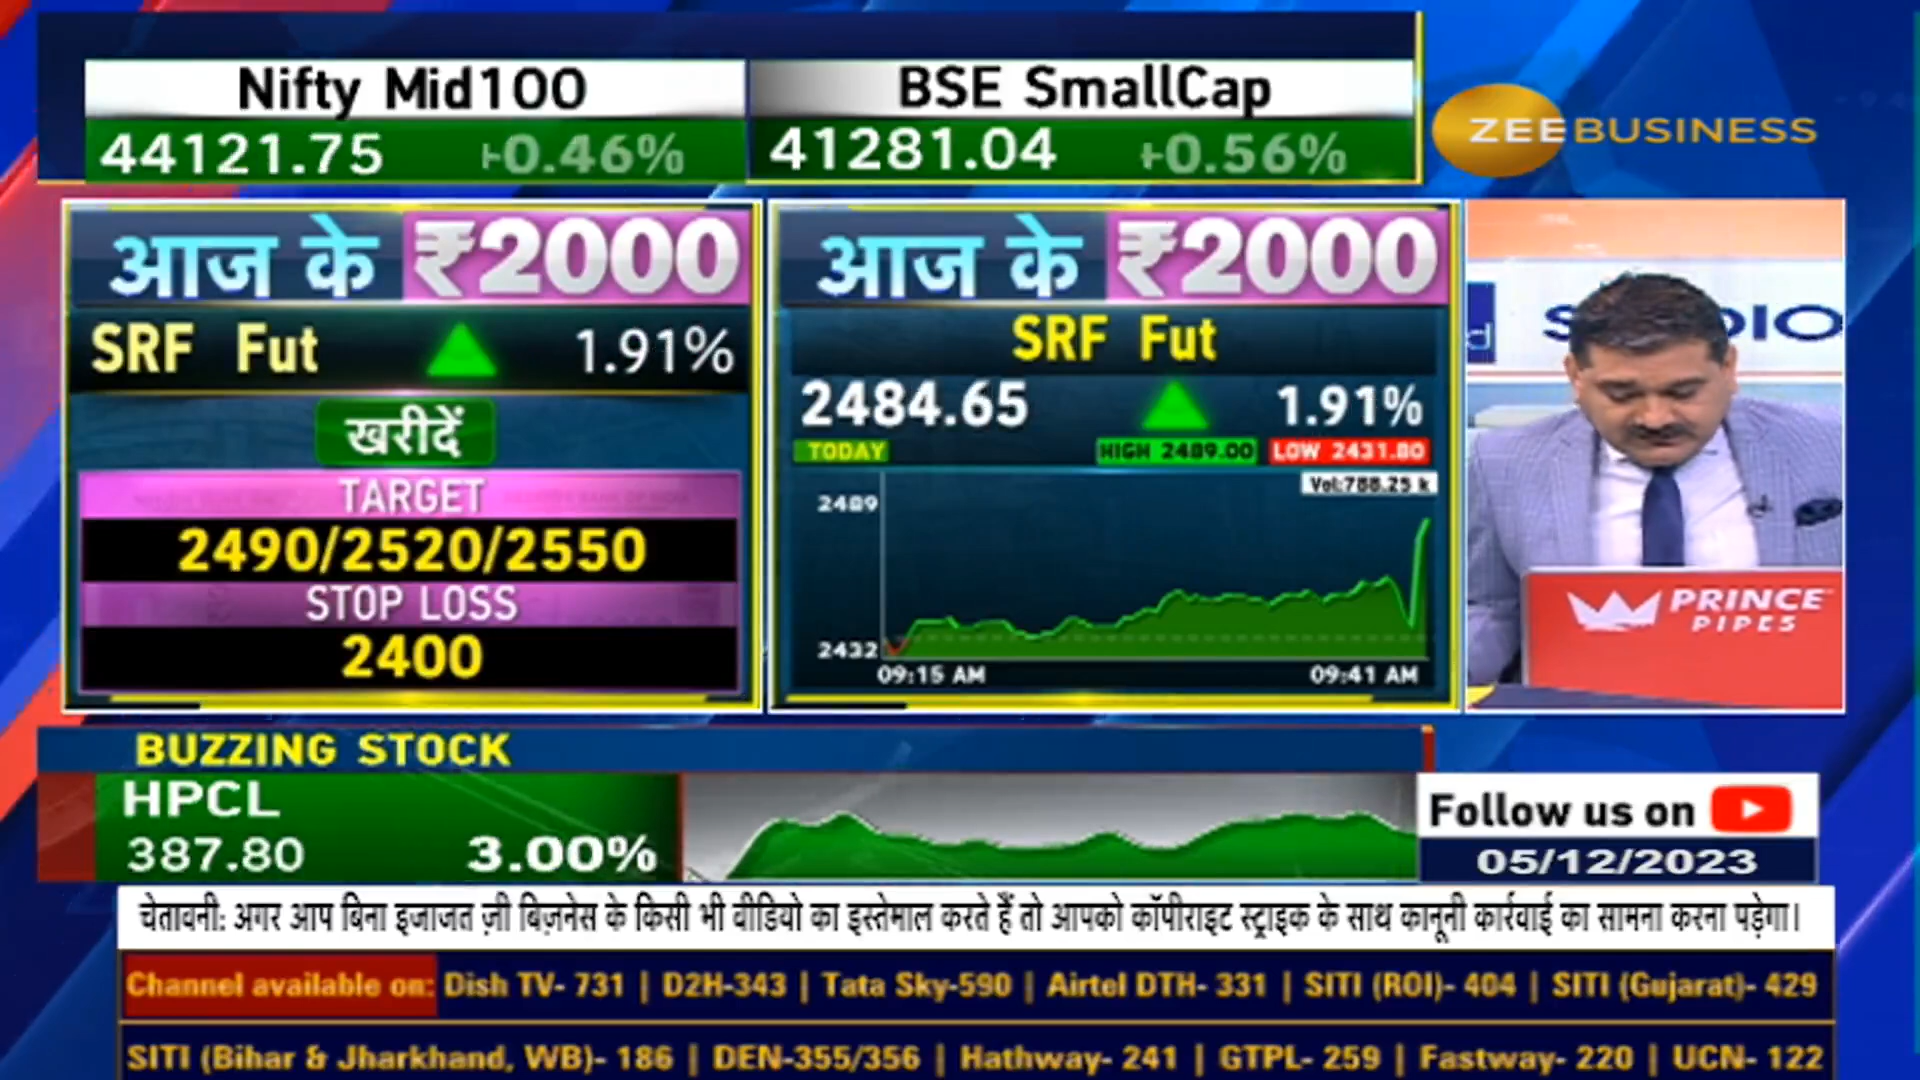 Nifty Mid100
44121.75 +0.46%
BSE SmallCap
41281.04 +0.56%
ZEEBUSINESS
आज के ₹2000
SRF Fut 1.91%
खरीदें
TARGET
2490/2520/2550
STOP LOSS
2400
आज के ₹2000
SRF Fut
2484.65 1.91%
TODAY HIGH 2489.00 LOW 2431.80
Vol:788.25 k
2489
2432
09:15 AM 09:41 AM
PRINCE
PIPES
BUZZING STOCK
HPCL
387.80 3.00%
Follow us on
05/12/2023
चेतावनी: अगर आप बिना इजाजत ज़ी बिज़नेस के किसी भी वीडियो का इस्तेमाल करते हैं तो आपको कॉपीराइट स्ट्राइक के साथ कानूनी कार्रवाई का सामना करना पड़ेगा।
Channel available on: Dish TV- 731 | D2H-343 | Tata Sky-590 | Airtel DTH- 331 | SITI (ROI)- 404 | SITI (Gujarat)- 429
SITI (Bihar & Jharkhand, WB)- 186 | DEN-355/356 | Hathway- 241 | GTPL- 259 | Fastway- 220 | UCN- 122